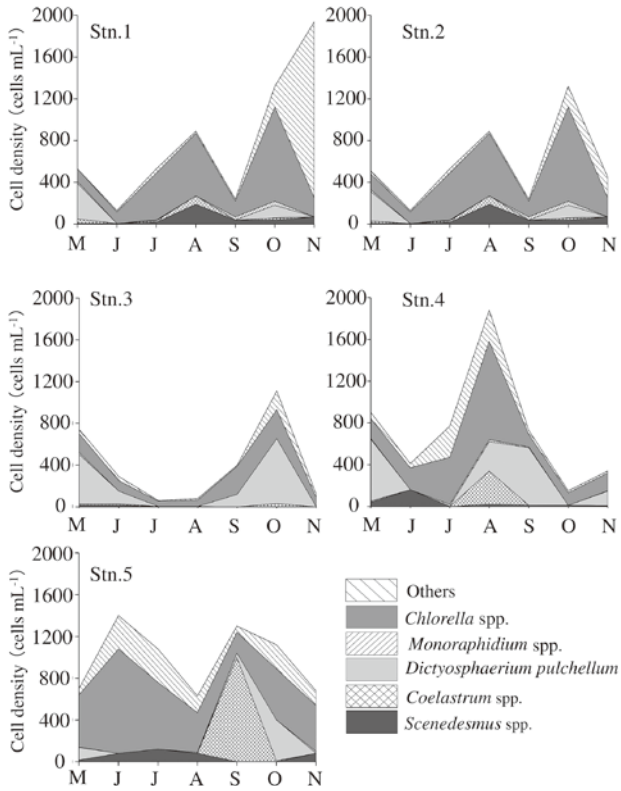 Stn.1
Cell density (cells mL⁻¹)
2000
1600
1200
800
400
0
M J J A S O N
Stn.2
2000
1600
1200
800
400
0
M J J A S O N
Stn.3
Cell density (cells mL⁻¹)
2000
1600
1200
800
400
0
M J J A S O N
Stn.4
2000
1600
1200
800
400
0
M J J A S O N
Stn.5
Cell density (cells mL⁻¹)
2000
1600
1200
800
400
0
M J J A S O N
Others
Chlorella spp.
Monoraphidium spp.
Dictyosphaerium pulchellum
Coelastrum spp.
Scenedesmus spp.